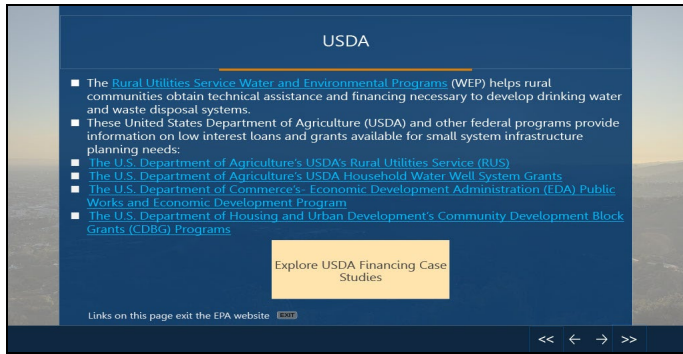 USDA
■ The Rural Utilities Service Water and Environmental Programs (WEP) helps rural
communities obtain technical assistance and financing necessary to develop drinking water
and waste disposal systems.
■ These United States Department of Agriculture (USDA) and other federal programs provide
information on low interest loans and grants available for small system infrastructure
planning needs:
■ The U.S. Department of Agriculture's USDA's Rural Utilities Service (RUS)
■ The U.S. Department of Agriculture's USDA Household Water Well System Grants
■ The U.S. Department of Commerce's- Economic Development Administration (EDA) Public
Works and Economic Development Program
■ The U.S. Department of Housing and Urban Development's Community Development Block
Grants (CDBG) Programs
Explore USDA Financing Case
Studies
Links on this page exit the EPA website EXIT
<< ← → >>